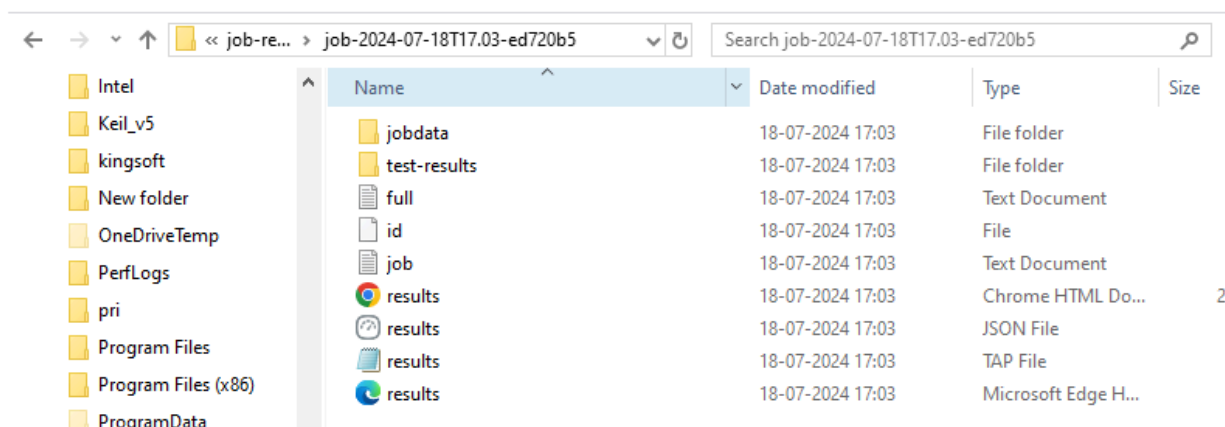 « job-re... > job-2024-07-18T17.03-ed720b5
Search job-2024-07-18T17.03-ed720b5
Intel
Keil_v5
kingsoft
New folder
OneDriveTemp
PerfLogs
pri
Program Files
Program Files (x86)
ProgramData
Name Date modified Type Size
jobdata 18-07-2024 17:03 File folder
test-results 18-07-2024 17:03 File folder
full 18-07-2024 17:03 Text Document
id 18-07-2024 17:03 File
job 18-07-2024 17:03 Text Document
results 18-07-2024 17:03 Chrome HTML Do... 2
results 18-07-2024 17:03 JSON File
results 18-07-2024 17:03 TAP File
results 18-07-2024 17:03 Microsoft Edge H...